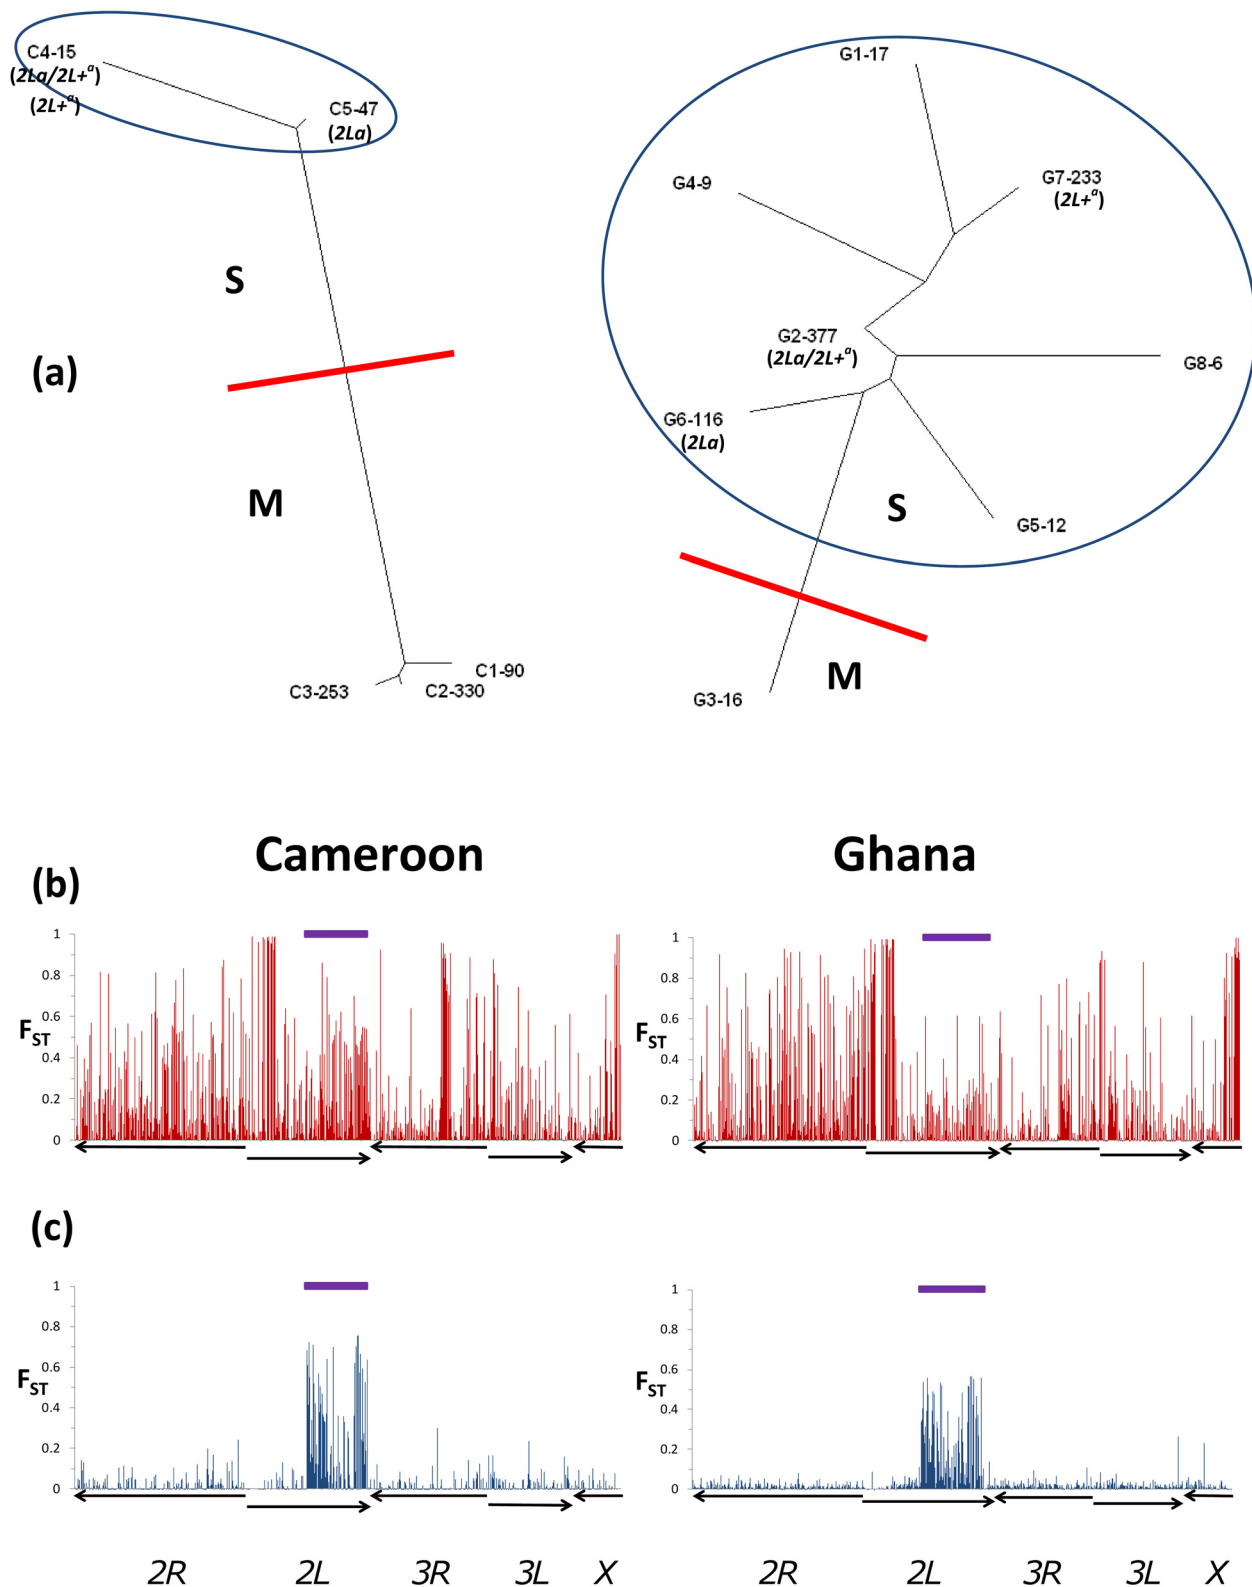 C4-15
(2La/2L+ᵃ)
(2L+ᵃ)
C5-47
(2La)
S
(a)
M
C3-253
C2-330
C1-90
G1-17
G4-9
G7-233
(2L+ᵃ)
G2-377
(2La/2L+ᵃ)
G8-6
G6-116
(2La)
S
G5-12
M
G3-16
Cameroon
Ghana
(b)
1
0.8
0.6
FST
0.4
0.2
0
1
0.8
0.6
FST
0.4
0.2
0
(c)
1
0.8
0.6
FST
0.4
0.2
0
1
0.8
0.6
FST
0.4
0.2
0
2R 2L 3R 3L X
2R 2L 3R 3L X